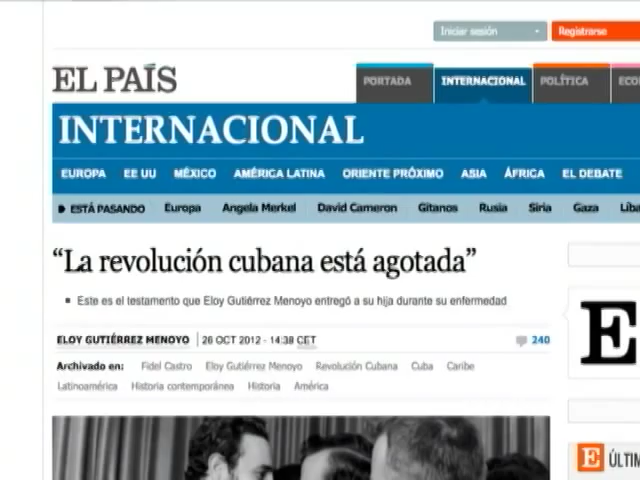 Iniciar sesión Registrarse
EL PAÍS
PORTADA INTERNACIONAL POLÍTICA
INTERNACIONAL
EUROPA EE UU MÉXICO AMÉRICA LATINA ORIENTE PRÓXIMO ASIA ÁFRICA EL DEBATE
ESTÁ PASANDO Europa Angela Merkel David Cameron Gitanos Rusia Siria Gaza
“La revolución cubana está agotada”
Este es el testamento que Eloy Gutiérrez Menoyo entregó a su hija durante su enfermedad
ELOY GUTIÉRREZ MENOYO 26 OCT 2012 - 14:38 CET 240
Archivado en: Fidel Castro Eloy Gutiérrez Menoyo Revolución Cubana Cuba Caribe
Latinoamérica Historia contemporánea Historia América
E
E